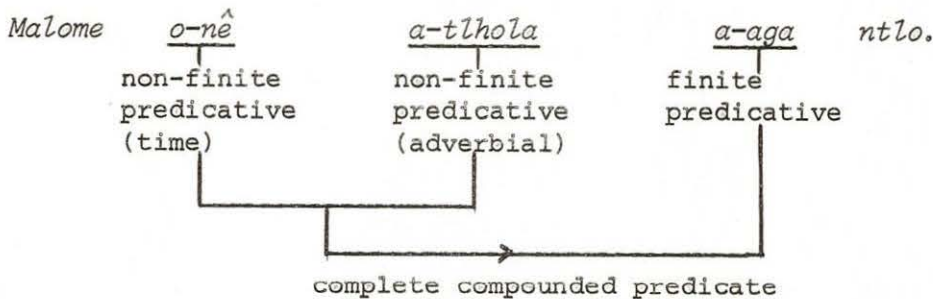 Malome o-nê a-tlhola a-aga ntlo.
non-finite non-finite finite
predicative predicative predicative
(time) (adverbial)
complete compounded predicate